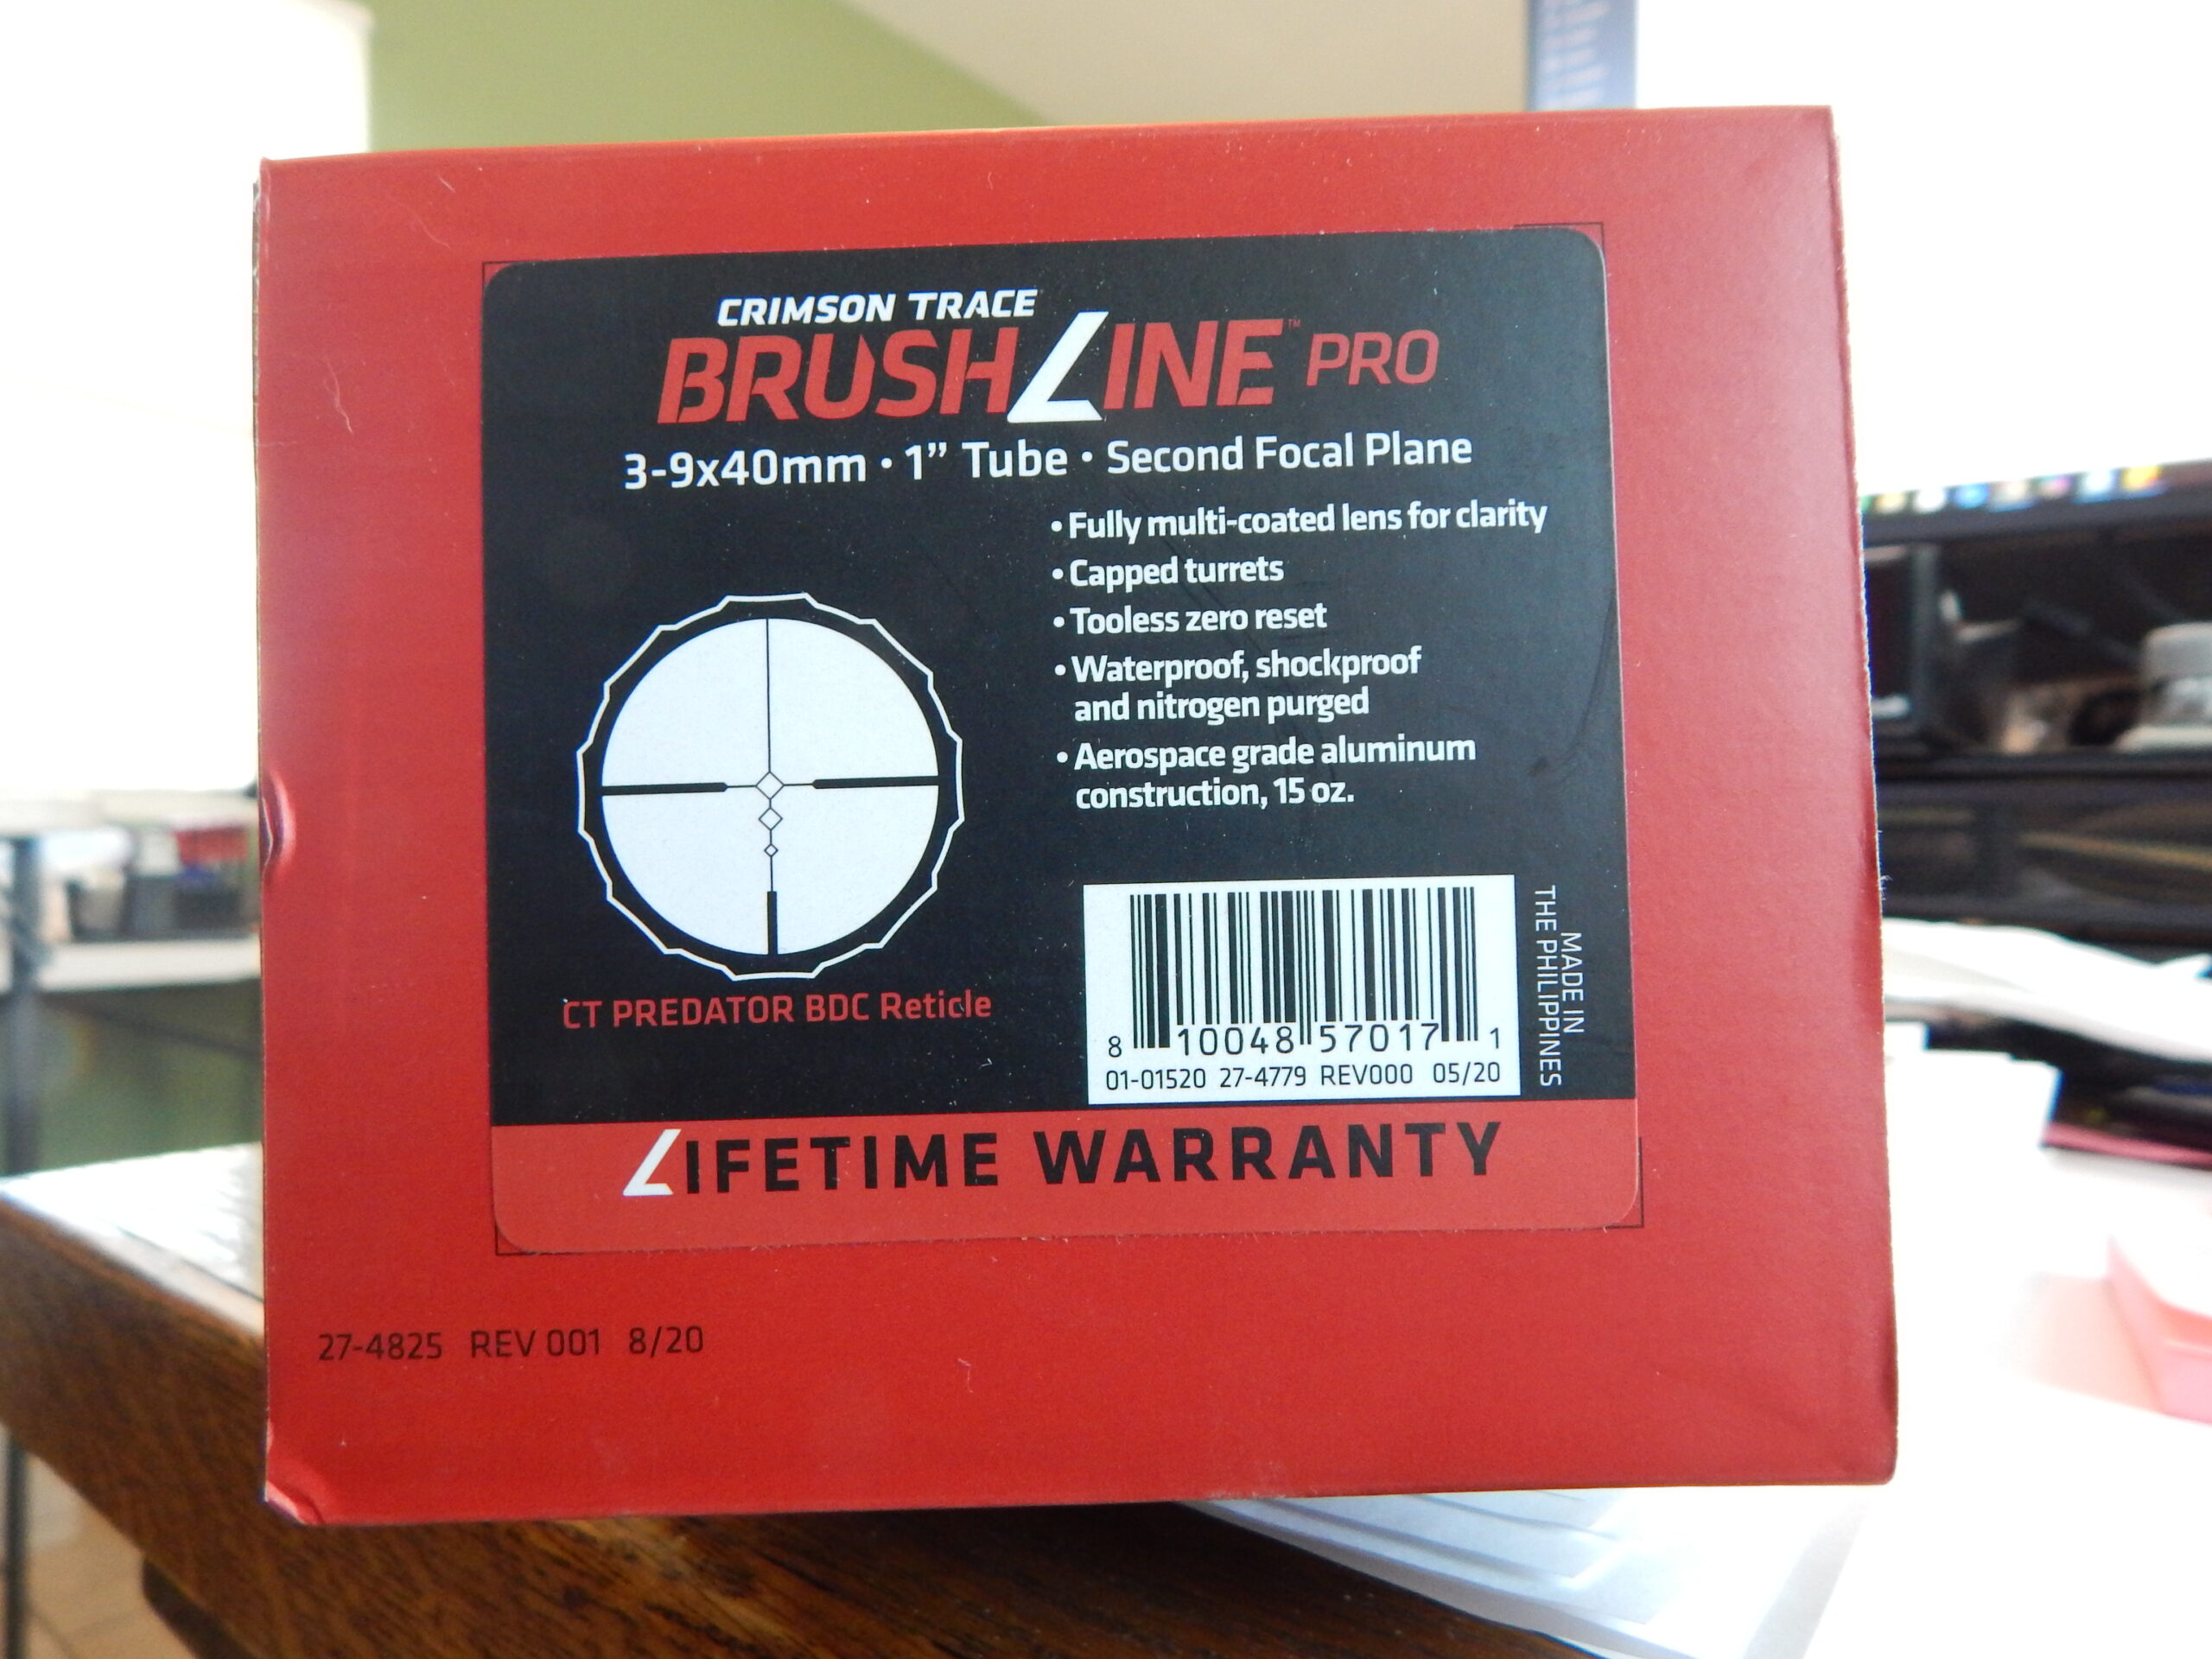 CRIMSON TRACE
BRUSHLINE™ PRO
3-9x40mm • 1” Tube • Second Focal Plane
• Fully multi-coated lens for clarity
• Capped turrets
• Tooless zero reset
• Waterproof, shockproof
and nitrogen purged
• Aerospace grade aluminum
construction, 15 oz.
CT PREDATOR BDC Reticle
8 10048 57017 1
01-01520 27-4779 REV000 05/20
MADE IN
THE PHILIPPINES
LIFETIME WARRANTY
27-4825 REV 001 8/20